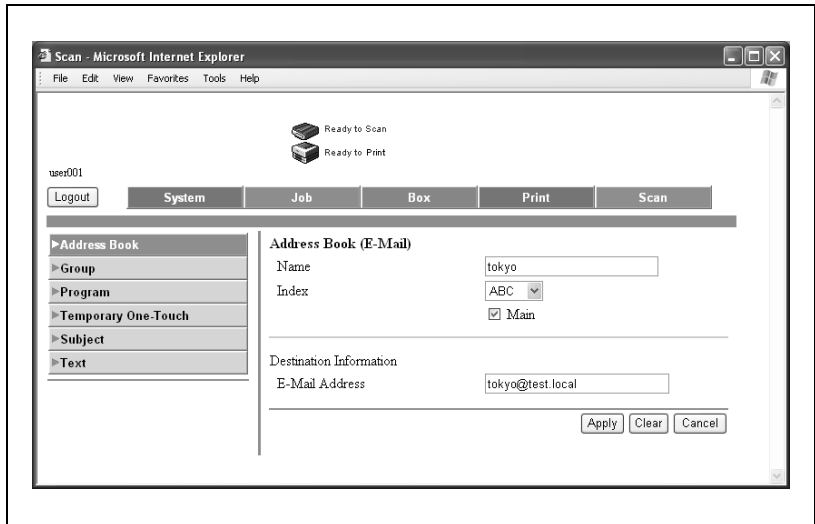 Scan - Microsoft Internet Explorer
File Edit View Favorites Tools Help
Ready to Scan
Ready to Print
user001
Logout System Job Box Print Scan
Address Book
Group
Program
Temporary One-Touch
Subject
Text
Address Book (E-Mail)
Name tokyo
Index ABC
Main
Destination Information
E-Mail Address tokyo@test.local
Apply Clear Cancel